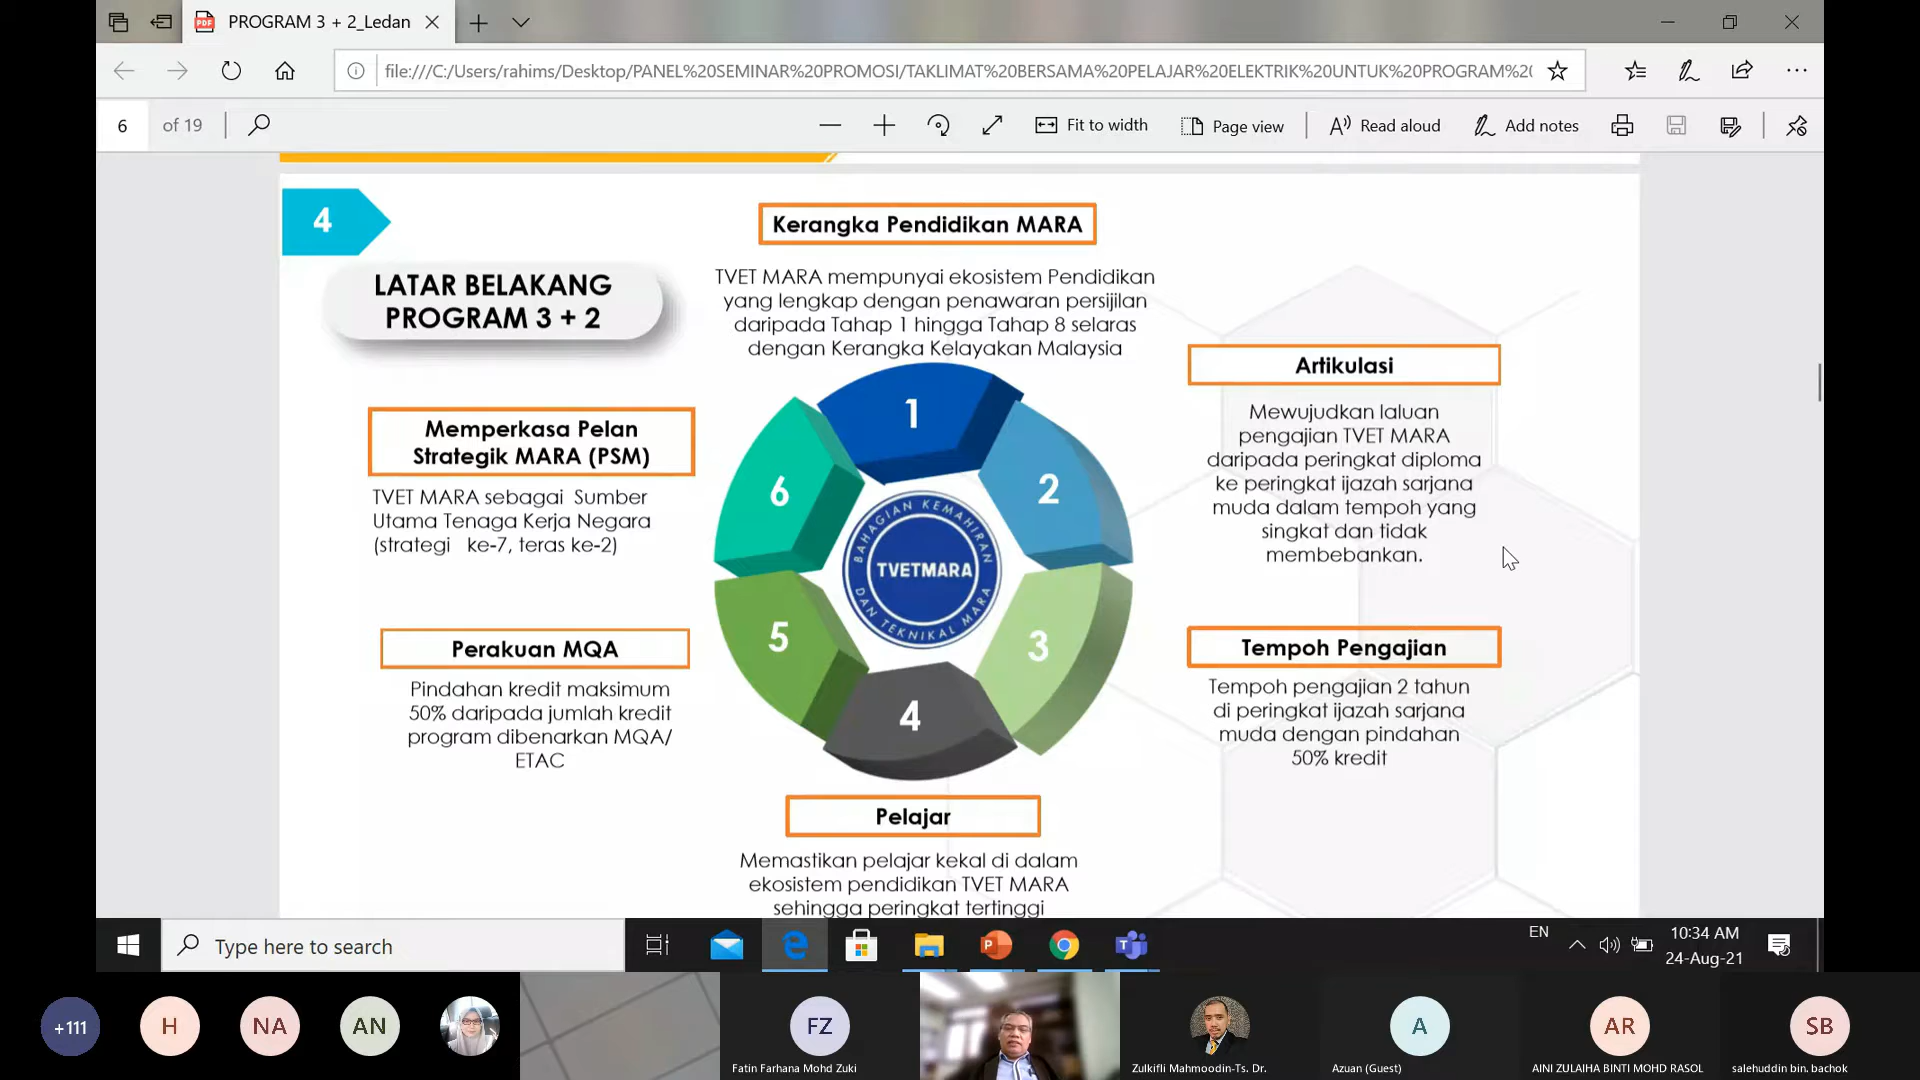 PROGRAM 3 + 2_Ledan
file:///C:/Users/rahims/Desktop/PANEL%20SEMINAR%20PROMOSI/TAKLIMAT%20BERSAMA%20PELAJAR%20ELEKTRIK%20UNTUK%20PROGRAM%20
6 of 19
Fit to width
Page view
Read aloud
Add notes
4
LATAR BELAKANG
PROGRAM 3 + 2
Kerangka Pendidikan MARA
TVET MARA mempunyai ekosistem Pendidikan
yang lengkap dengan penawaran persijilan
daripada Tahap 1 hingga Tahap 8 selaras
dengan Kerangka Kelayakan Malaysia
Artikulasi
Mewujudkan laluan
pengajian TVET MARA
daripada peringkat diploma
ke peringkat ijazah sarjana
muda dalam tempoh yang
singkat dan tidak
membebankan.
Tempoh Pengajian
Tempoh pengajian 2 tahun
di peringkat ijazah sarjana
muda dengan pindahan
50% kredit
Pelajar
Memastikan pelajar kekal di dalam
ekosistem pendidikan TVET MARA
sehingga peringkat tertinggi
Perakuan MQA
Pindahan kredit maksimum
50% daripada jumlah kredit
program dibenarkan MQA/
ETAC
Memperkasa Pelan
Strategik MARA (PSM)
TVET MARA sebagai Sumber
Utama Tenaga Kerja Negara
(strategi ke-7, teras ke-2)
1
2
3
4
5
6
BAHAGIAN KEMAHIRAN
TVETMARA
DAN TEKNIKAL MARA
Type here to search
EN
10:34 AM
24-Aug-21
+111
H
NA
AN
FZ
Fatin Farhana Mohd Zuki
Zulkifli Mahmoodin-Ts. Dr.
A
Azuan (Guest)
AR
AINI ZULAIHA BINTI MOHD RASOL
SB
salehuddin bin. bachok